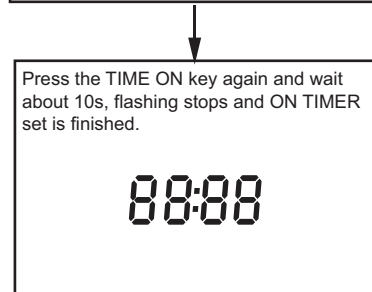 Press the TIME ON key again and wait
about 10s, flashing stops and ON TIMER
set is finished.
88:88